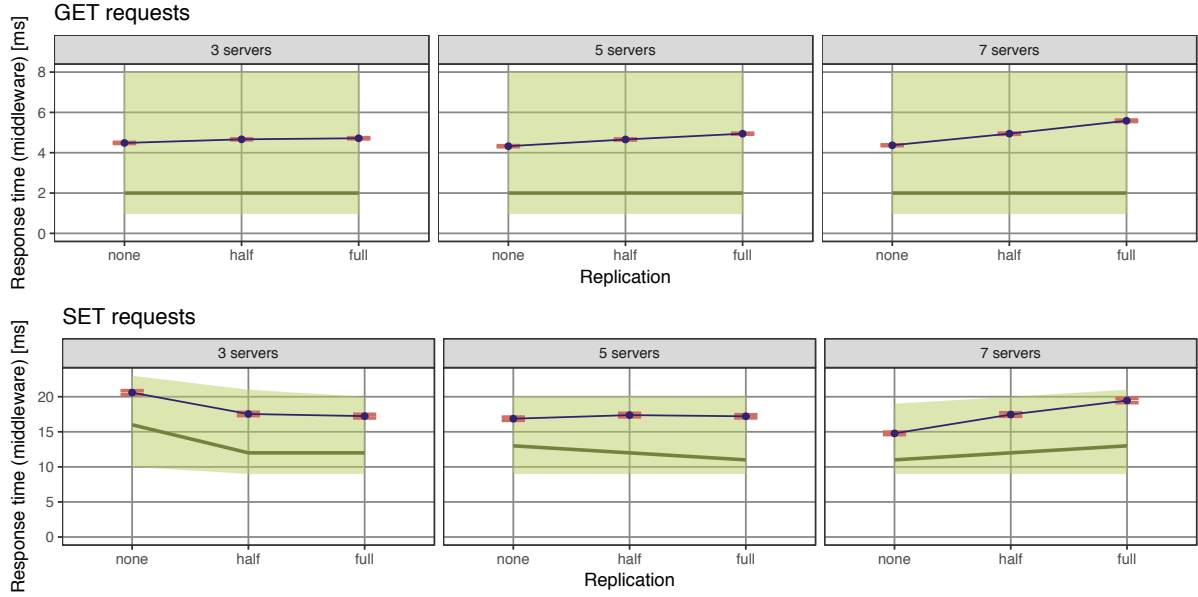 GET requests
Response time (middleware) [ms]
3 servers 5 servers 7 servers
8
6
4
2
0
none half full none half full none half full
Replication
SET requests
Response time (middleware) [ms]
3 servers 5 servers 7 servers
20
15
10
5
0
none half full none half full none half full
Replication